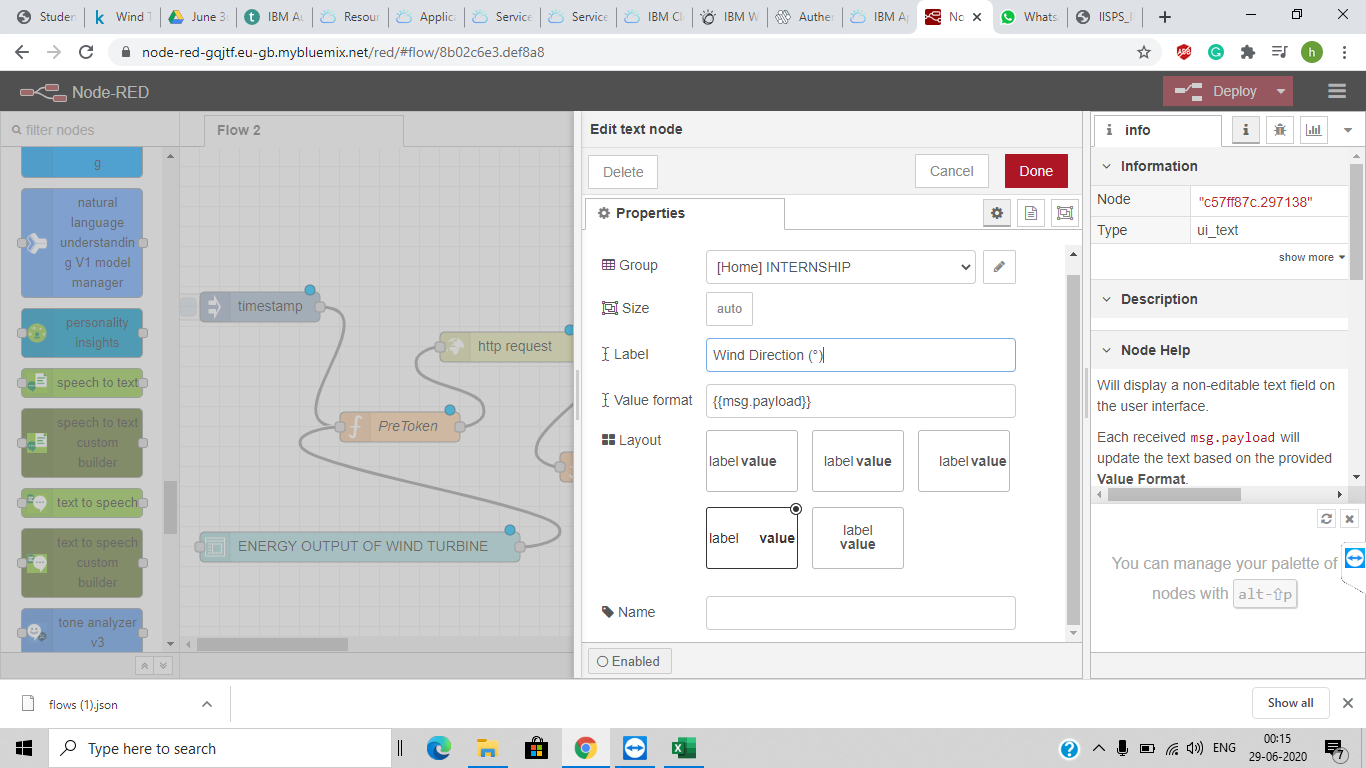 Studen
Wind T
June 3
IBM Au
Resour
Applica
Service
Service
IBM Cl
IBM W
Auther
IBM Ap
No
Whats
IISPS_I
node-red-gqjtf.eu-gb.mybluemix.net/red/#flow/8b02c6e3.def8a8
h
Node-RED
Deploy
filter nodes
Flow 2
g
natural
language
understandin
g V1 model
manager
personality
insights
speech to text
speech to text
custom
builder
text to speech
text to speech
custom
builder
tone analyzer
v3
timestamp
http request
PreToken
ENERGY OUTPUT OF WIND TURBINE
Edit text node
Delete
Cancel
Done
Properties
Group
[Home] INTERNSHIP
Size
auto
Label
Wind Direction (°)
Value format
{{msg.payload}}
Layout
label value
label value
label value
label value
label
value
Name
Enabled
info
Information
Node
"c57ff87c.297138"
Type
ui_text
show more
Description
Node Help
Will display a non-editable text field on
the user interface.
Each received msg.payload will
update the text based on the provided
Value Format.
You can manage your palette of
nodes with alt-⇧p
flows (1).json
Show all
Type here to search
ENG
00:15
29-06-2020
7